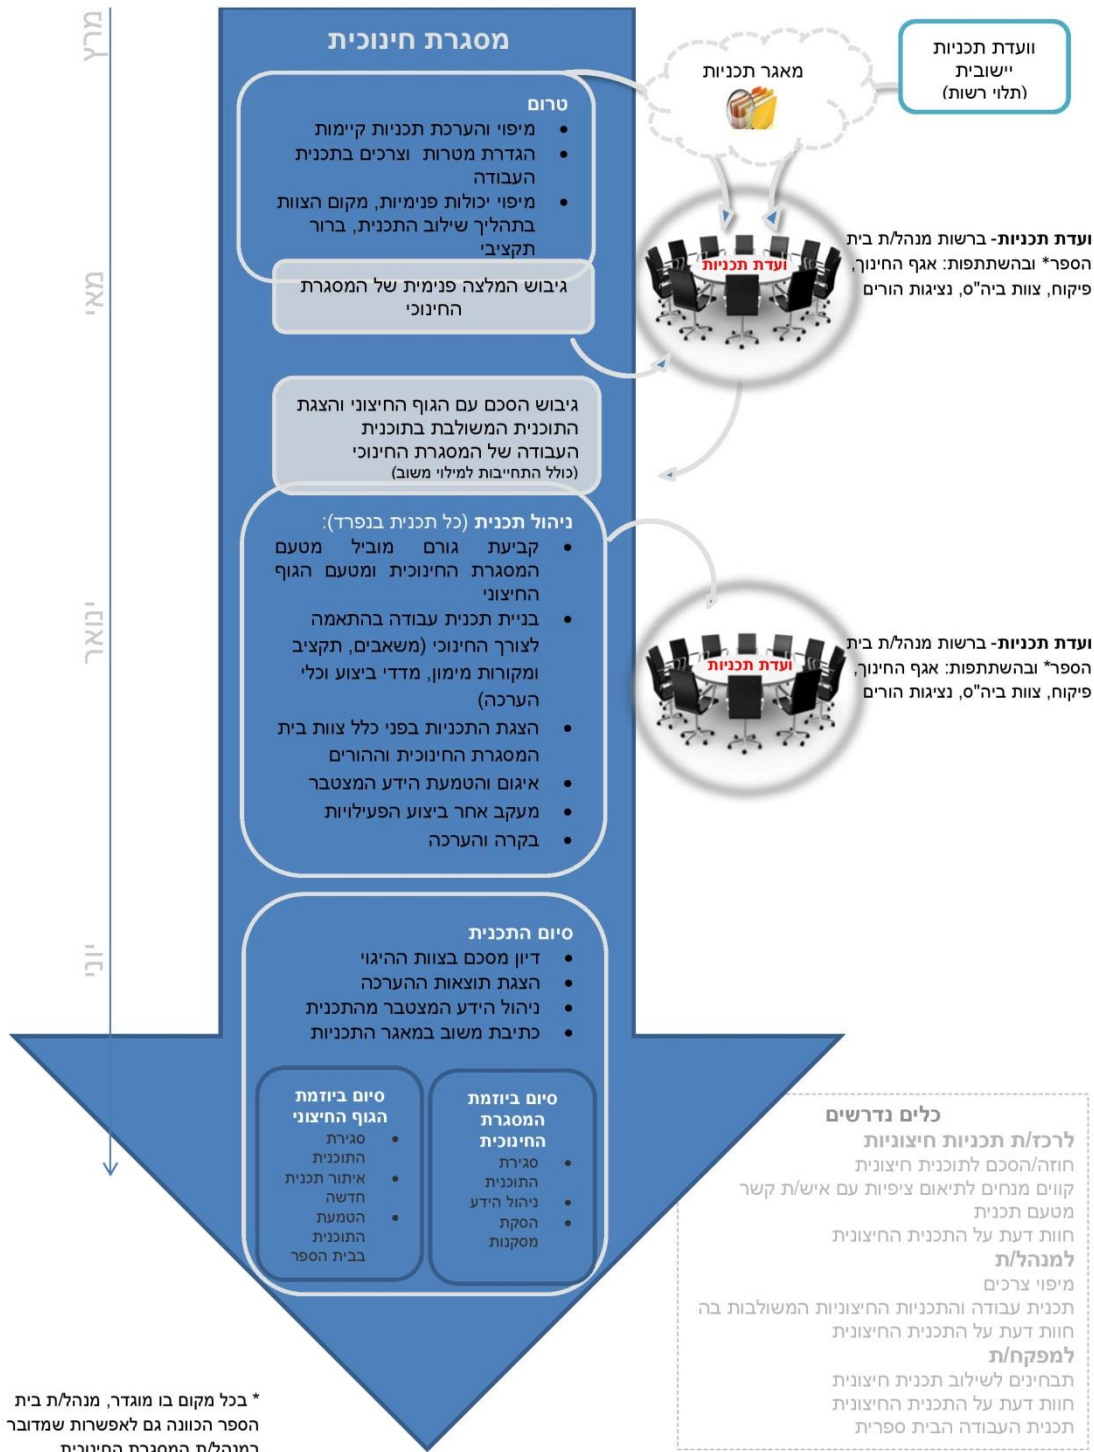 מרץ
מאי
ינואר
יוני
מסגרת חינוכית
טרום
• מיפוי והערכת תכניות קיימות
• הגדרת מטרות וצרכים בתכנית
העבודה
• מיפוי יכולות פנימיות, מקום הצוות
בתהליך שילוב התכנית, ברור
תקציבי
גיבוש המלצה פנימית של המסגרת
החינוכי
מאגר תכניות
וועדת תכניות
יישובית
(תלוי רשות)
ועדת תכניות
ועדת תכניות- ברשות מנהל/ת בית
הספר* ובהשתתפות: אגף החינוך,
פיקוח, צוות ביה"ס, נציגות הורים
גיבוש הסכם עם הגוף החיצוני והצגת
התוכנית המשולבת בתוכנית
העבודה של המסגרת החינוכי
(כולל התחייבות למילוי משוב)
ניהול תכנית (כל תכנית בנפרד):
• קביעת גורם מוביל מטעם
המסגרת החינוכית ומטעם הגוף
החיצוני
• בניית תכנית עבודה בהתאמה
לצורך החינוכי (משאבים, תקציב
ומקורות מימון, מדדי ביצוע וכלי
הערכה)
• הצגת התכניות בפני כלל צוות בית
המסגרת החינוכית וההורים
• איגום והטמעת הידע המצטבר
• מעקב אחר ביצוע הפעילויות
• בקרה והערכה
ועדת תכניות
ועדת תכניות- ברשות מנהל/ת בית
הספר* ובהשתתפות: אגף החינוך,
פיקוח, צוות ביה"ס, נציגות הורים
סיום התכנית
• דיון מסכם בצוות ההיגוי
• הצגת תוצאות ההערכה
• ניהול הידע המצטבר מהתכנית
• כתיבת משוב במאגר התכניות
סיום ביוזמת
המסגרת
החינוכית
• סגירת
התוכנית
• ניהול הידע
• הסקת
מסקנות
סיום ביוזמת
הגוף החיצוני
• סגירת
התוכנית
• איתור תכנית
חדשה
• הטמעת
התוכנית
בבית הספר
כלים נדרשים
לרכז/ת תכניות חיצוניות
חוזה/הסכם לתוכנית חיצונית
קווים מנחים לתיאום ציפיות עם איש/ת קשר
מטעם תכנית
חוות דעת על התכנית החיצונית
למנהל/ת
מיפוי צרכים
תכנית עבודה והתכניות החיצוניות המשולבות בה
חוות דעת על התכנית החיצונית
למפקח/ת
תבחינים לשילוב תכנית חיצונית
חוות דעת על התכנית החיצונית
תכנית העבודה הבית ספרית
* בכל מקום בו מוגדר, מנהל/ת בית
הספר הכוונה גם לאפשרות שמדובר
במנהל/ת המסגרת החינוכית